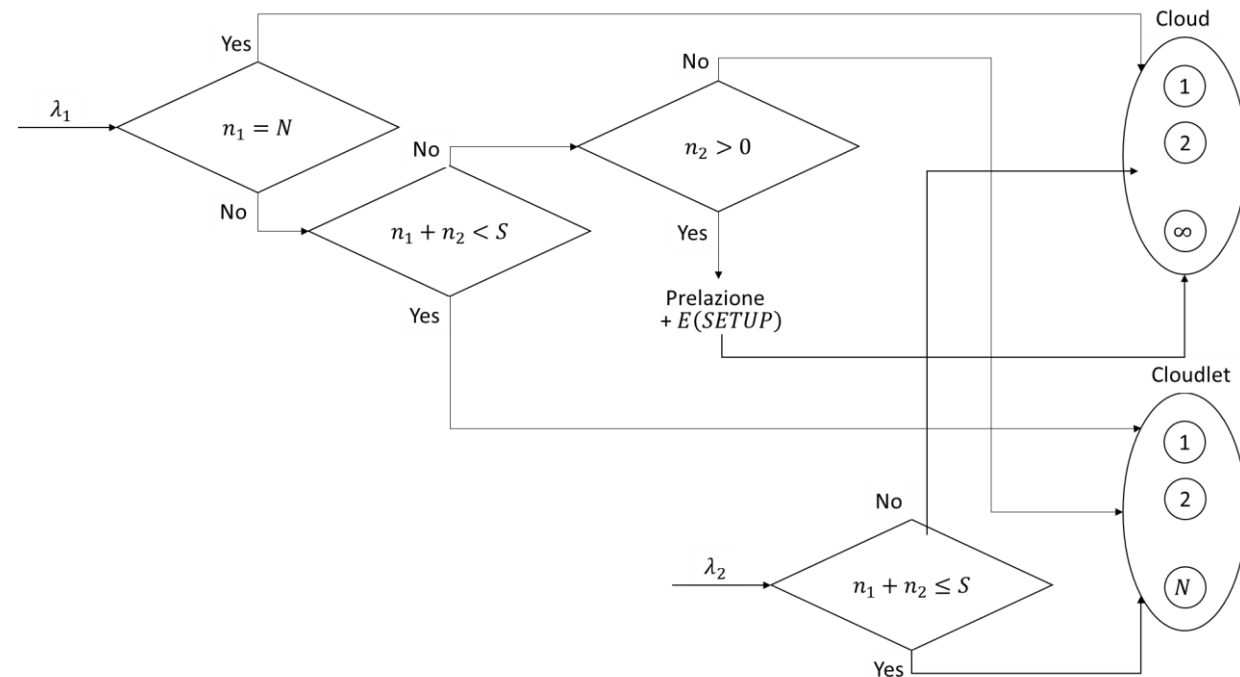 Cloud
Yes
No
1
λ₁
n₁ = N
2
n₂ > 0
No
No
n₁ + n₂ < S
Yes
∞
Prelazione
+ E(SETUP)
Yes
Cloudlet
1
No
2
λ₂
n₁ + n₂ ≤ S
N
Yes